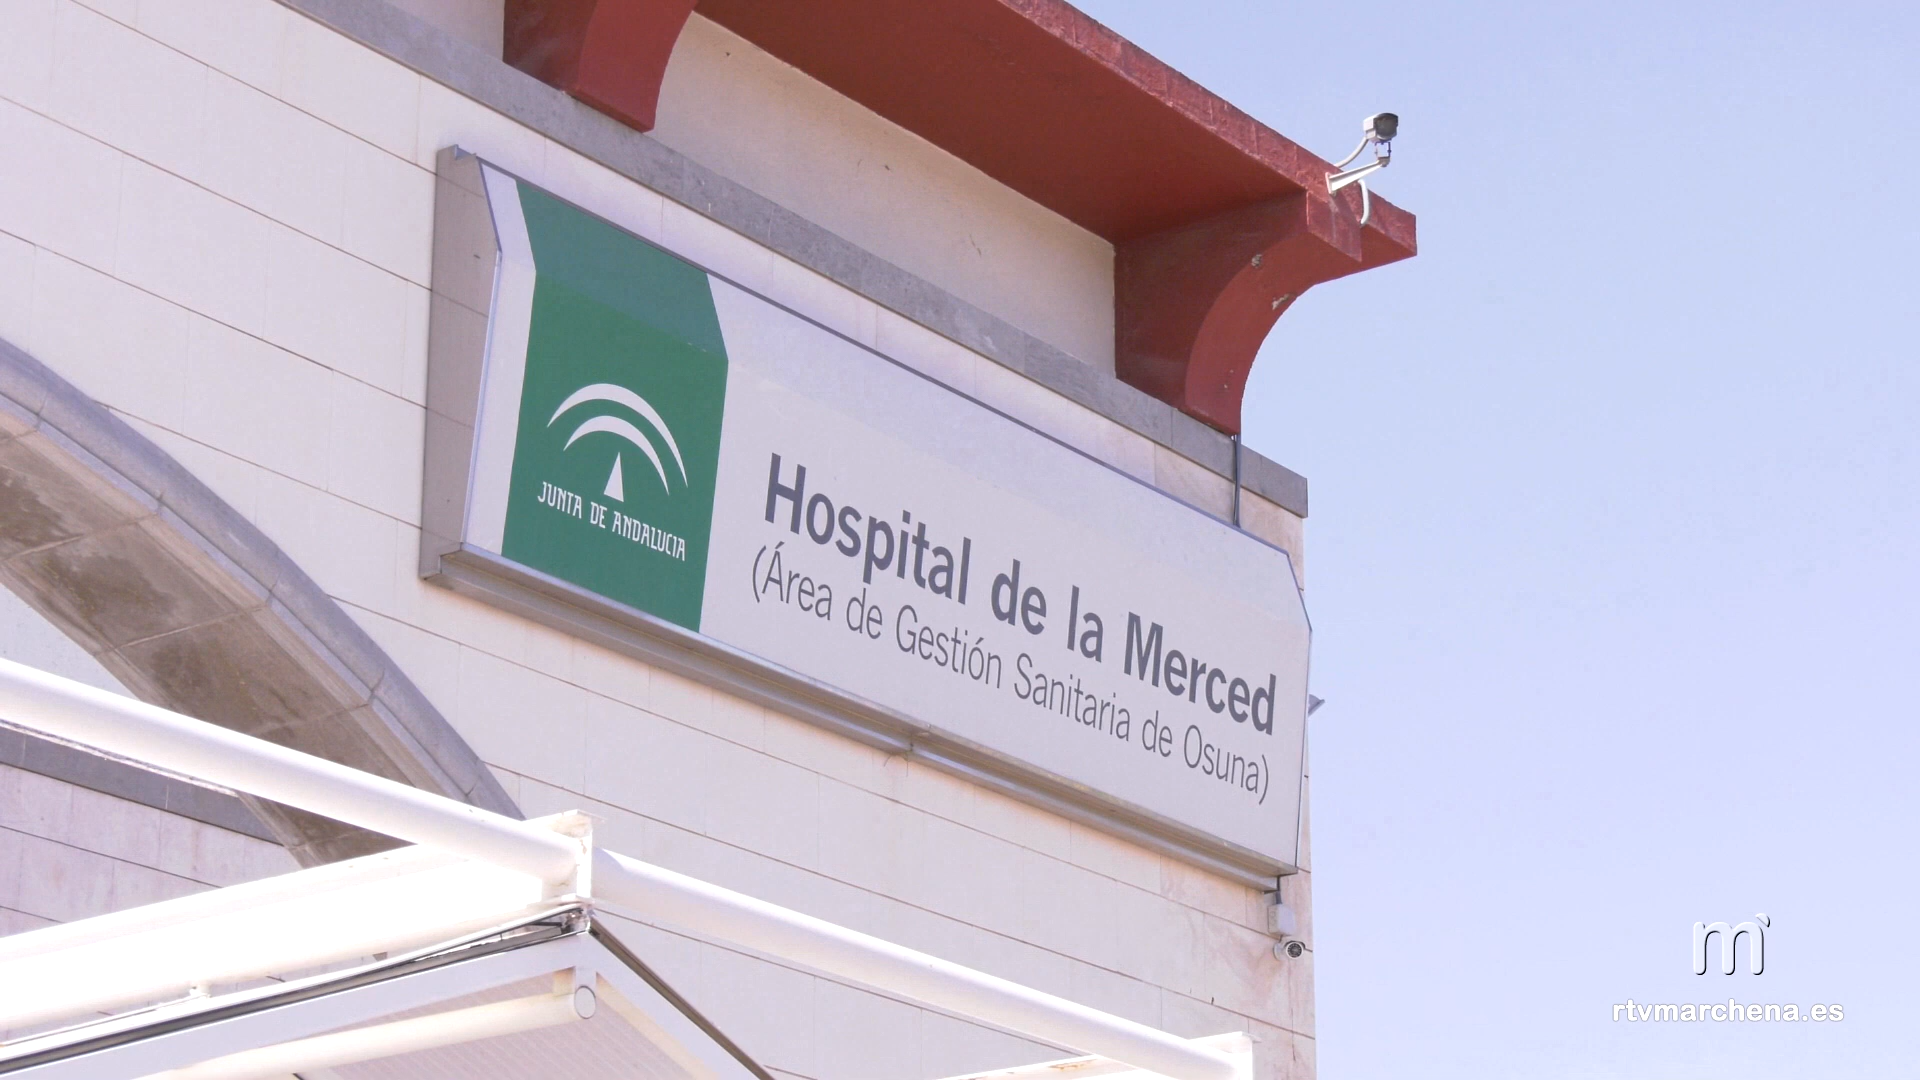 JUNTA DE ANDALUCIA
Hospital de la Merced
(Área de Gestión Sanitaria de Osuna)
m
rtvmarchena.es